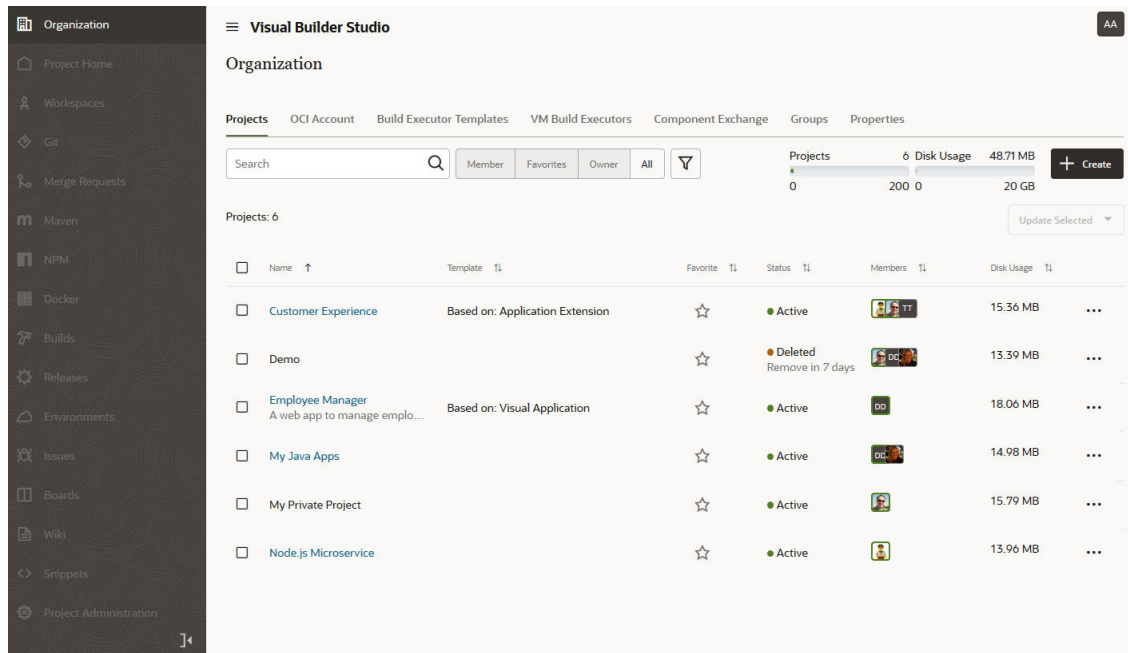 Organization
Project Home
Workspaces
Git
Merge Requests
Maven
NPM
Docker
Builds
Releases
Environments
Issues
Boards
Wiki
Snippets
Project Administration
Visual Builder Studio
AA
Organization
Projects OCI Account Build Executor Templates VM Build Executors Component Exchange Groups Properties
Search Member Favorites Owner All
Projects 6 Disk Usage 48.71 MB
0 200 0 20 GB
+ Create
Projects: 6
Update Selected
Name Template Favorite Status Members Disk Usage
Customer Experience Based on: Application Extension Active TT 15.36 MB
Demo Deleted DD 13.39 MB
Remove in 7 days
Employee Manager Based on: Visual Application Active DD 18.06 MB
A web app to manage emplo...
My Java Apps Active DD 14.98 MB
My Private Project Active 15.79 MB
Node.js Microservice Active 13.96 MB